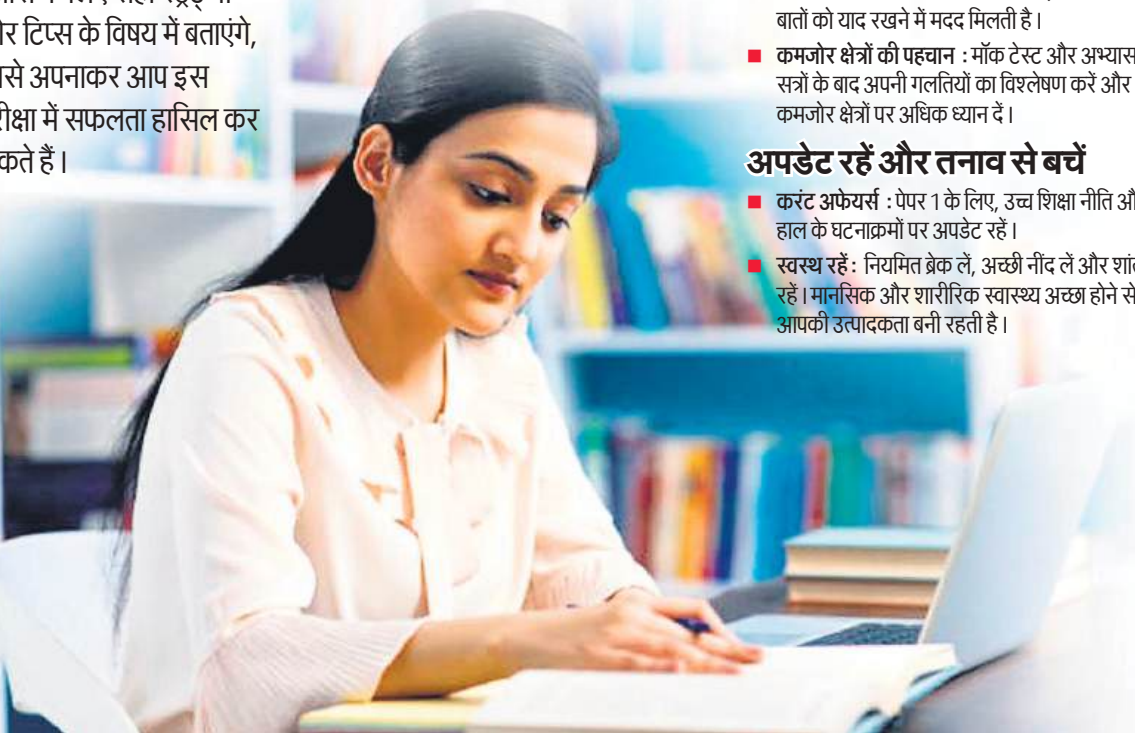 टिप्स के विषय में बताएंगे,
अपनाकर आप इस
में सफलता हासिल कर
हैं।
बातों को याद रखने में मदद मिलती है।
■ कमजोर क्षेत्रों की पहचान : मॉक टेस्ट और अभ्यास
सत्रों के बाद अपनी गलतियों का विश्लेषण करें और
कमजोर क्षेत्रों पर अधिक ध्यान दें।
अपडेट रहें और तनाव से बचें
■ करंट अफेयर्स : पेपर 1 के लिए, उच्च शिक्षा नीति
हाल के घटनाक्रमों पर अपडेट रहें।
■ स्वस्थ रहें : नियमित ब्रेक लें, अच्छी नींद लें और
रहें। मानसिक और शारीरिक स्वास्थ्य अच्छा होने से
आपकी उत्पादकता बनी रहती है।